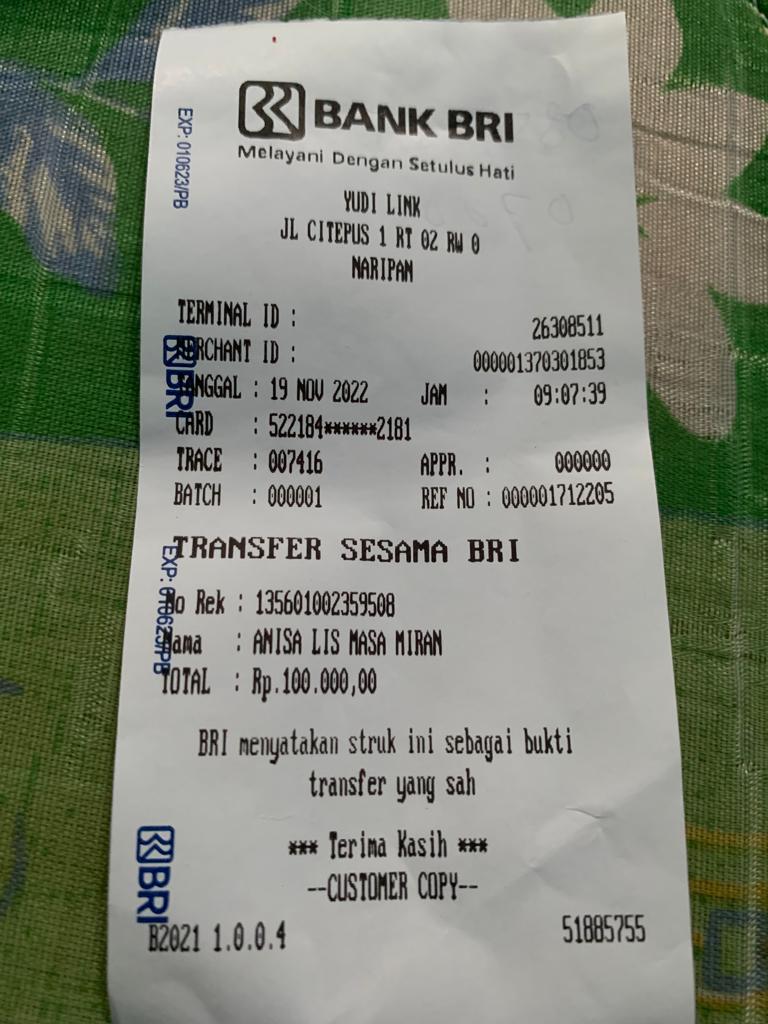 BANK BRI
Melayani Dengan Setulus Hati
EXP: 010623/PB
YUDI LINK
JL CITEPUS 1 RT 02 RW 0
NARIPAN
TERMINAL ID : 26308511
MERCHANT ID : 000001370301853
TANGGAL : 19 NOV 2022 JAM : 09:07:39
BRI
CARD : 522184******2181
TRACE : 007416 APPR. : 000000
BATCH : 000001 REF NO : 000001712205
TRANSFER SESAMA BRI
EXP: 010623/PB
No Rek : 135601002359508
Nama : ANISA LIS MASA MIRAN
TOTAL : Rp.100.000,00
BRI menyatakan struk ini sebagai bukti
transfer yang sah
*** Terima Kasih ***
--CUSTOMER COPY--
BRI
B2021 1.0.0.4 51885755